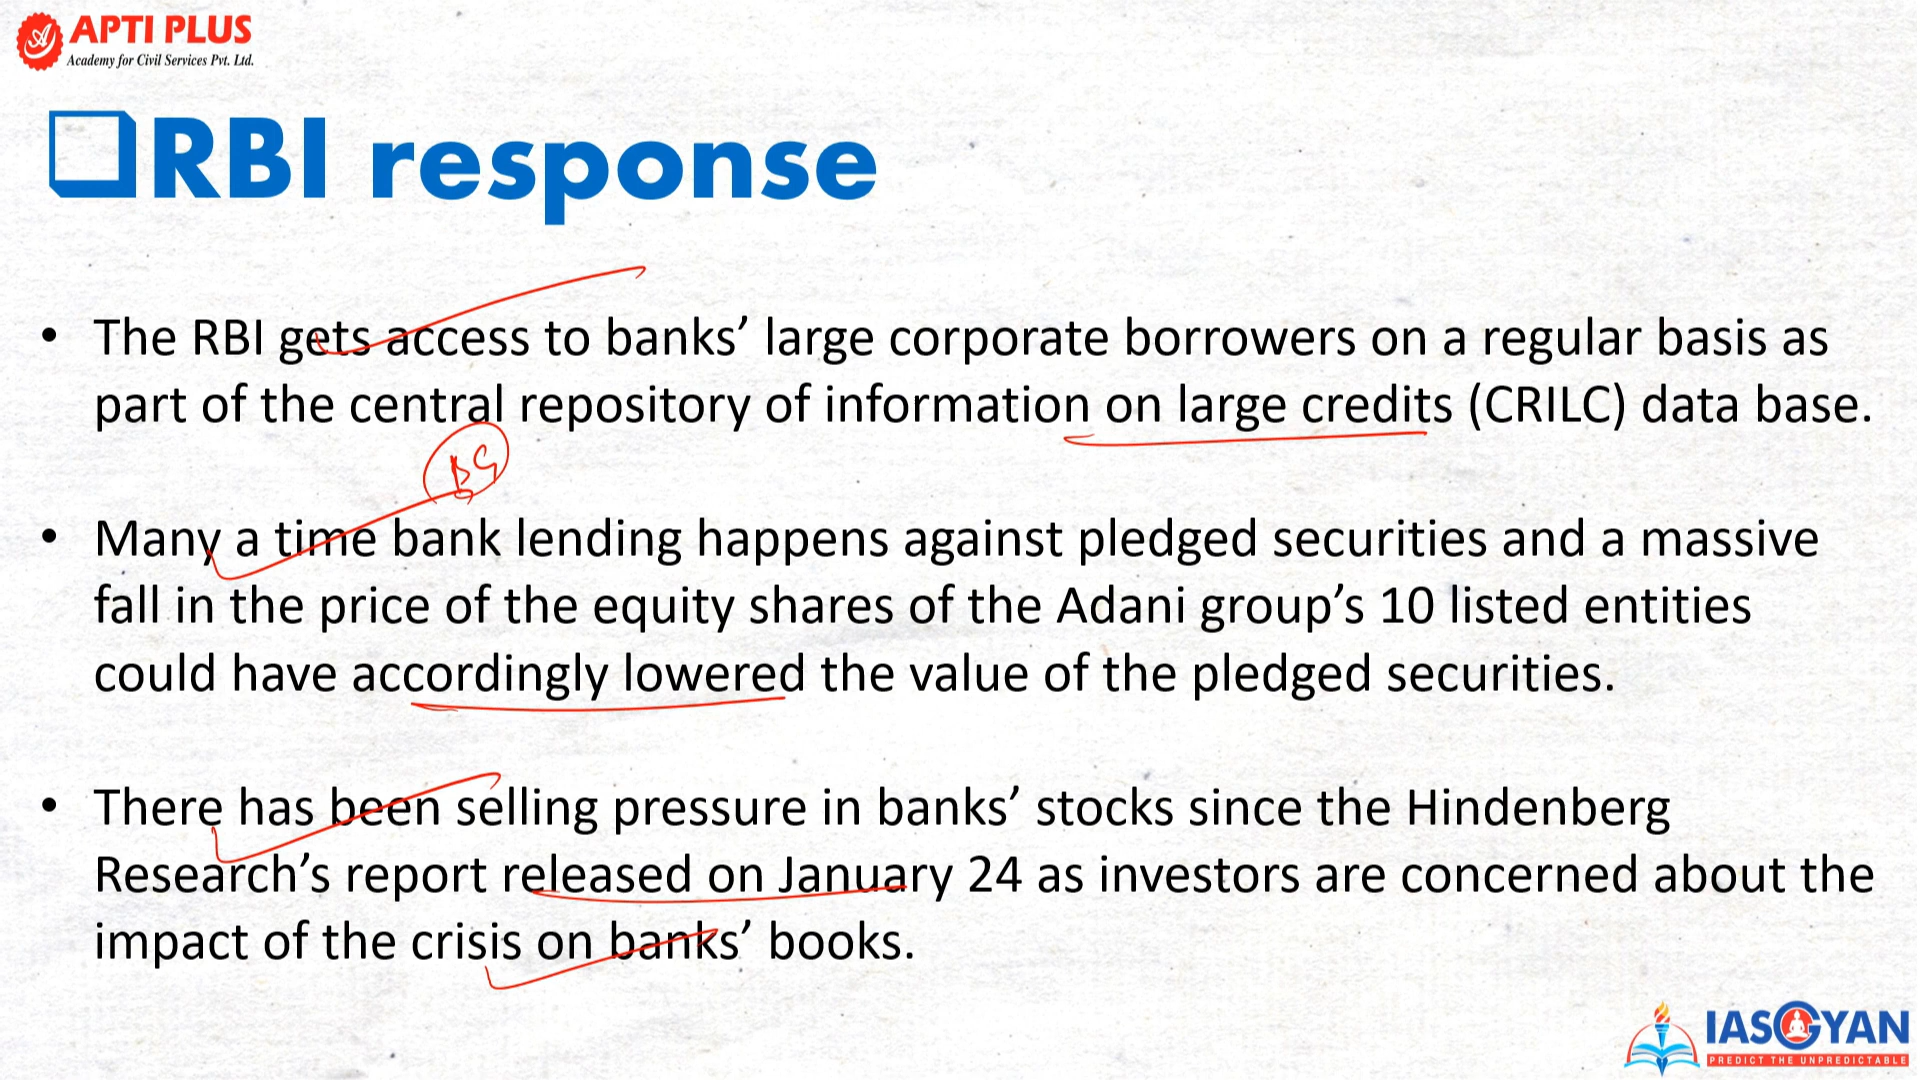 APTI PLUS
Academy for Civil Services Pvt. Ltd.
RBI response
• The RBI gets access to banks’ large corporate borrowers on a regular basis as
part of the central repository of information on large credits (CRILC) data base.
• Many a time bank lending happens against pledged securities and a massive
fall in the price of the equity shares of the Adani group’s 10 listed entities
could have accordingly lowered the value of the pledged securities.
• There has been selling pressure in banks’ stocks since the Hindenberg
Research’s report released on January 24 as investors are concerned about the
impact of the crisis on banks’ books.
IASGYAN
PREDICT THE UNPREDICTABLE